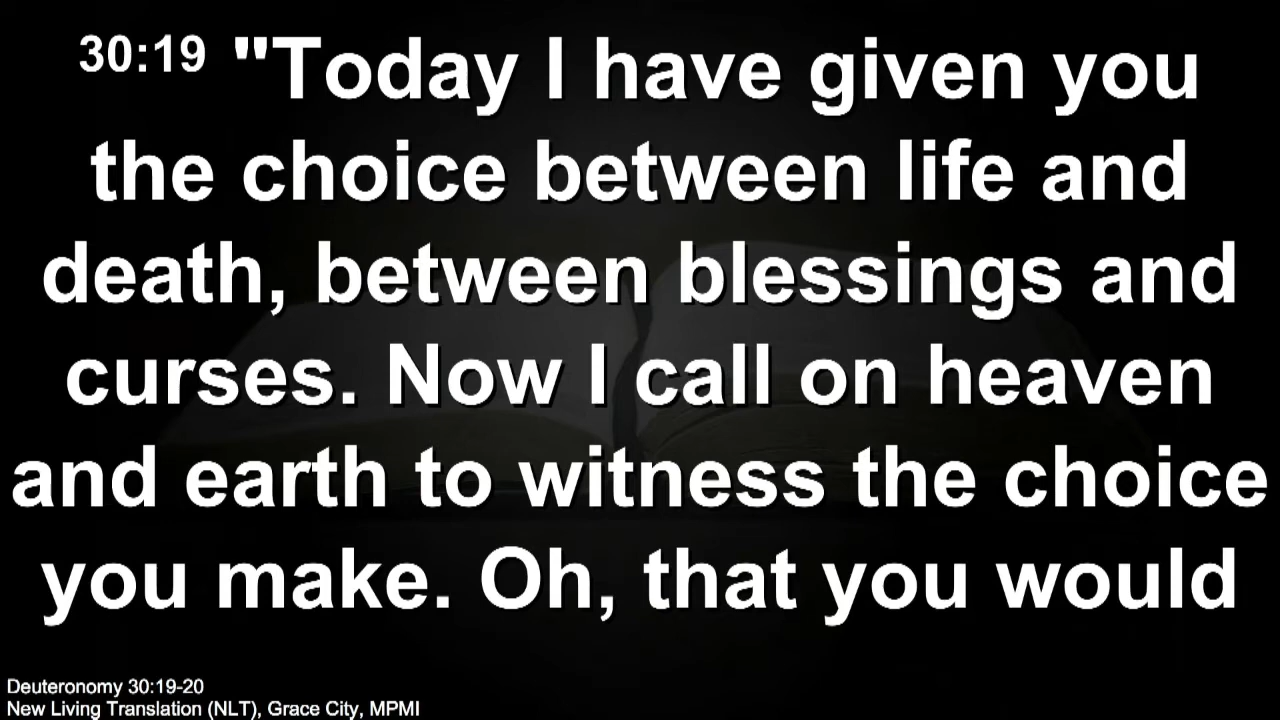 30:19 "Today I have given you
the choice between life and
death, between blessings and
curses. Now I call on heaven
and earth to witness the choice
you make. Oh, that you would
Deuteronomy 30:19-20
New Living Translation (NLT), Grace City, MPMI